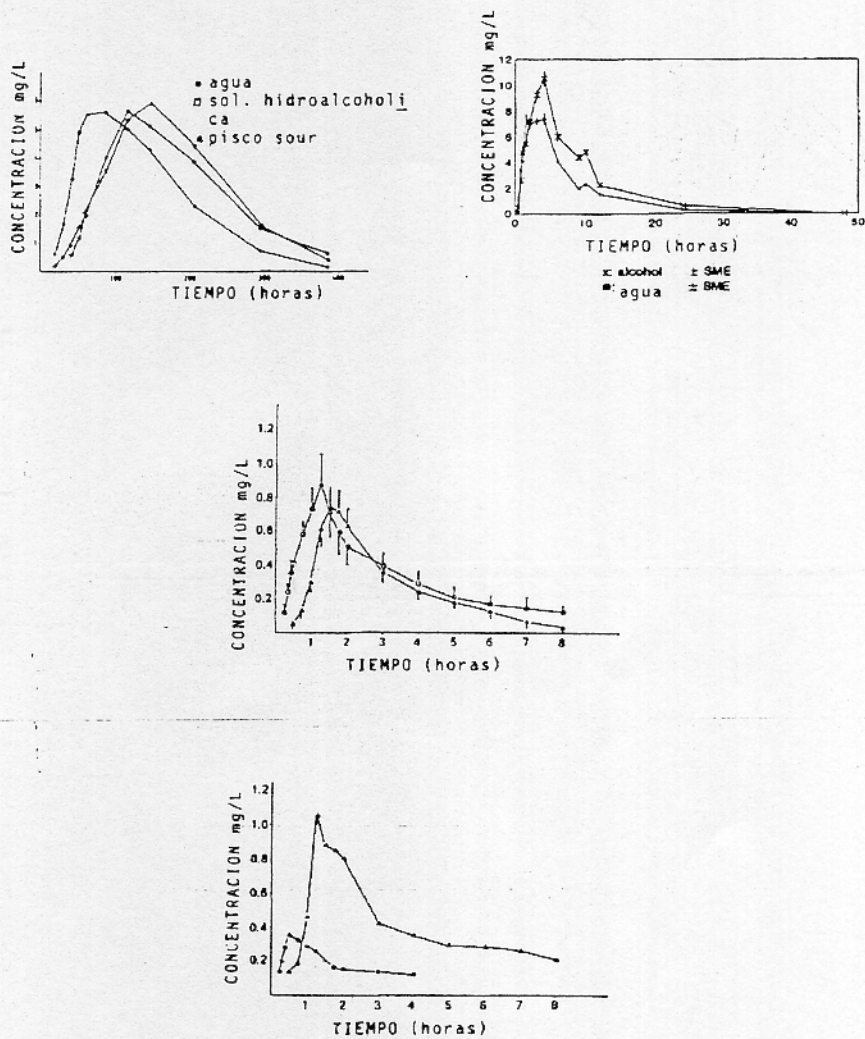 CONCENTRACION mg/L
• agua
□ sol. hidroalcoholi
ca
▲ pisco sour
100
TIEMPO (horas)
CONCENTRACION mg/L
12
10
8
6
4
2
0
0 10 20 30 40 50
TIEMPO (horas)
x alcohol ± SME
■ agua ± SME
CONCENTRACION mg/L
1.2
1.0
0.8
0.6
0.4
0.2
1 2 3 4 5 6 7 8
TIEMPO (horas)
CONCENTRACION mg/L
1.2
1.0
0.8
0.6
0.4
0.2
1 2 3 4 5 6 7 8
TIEMPO (horas)